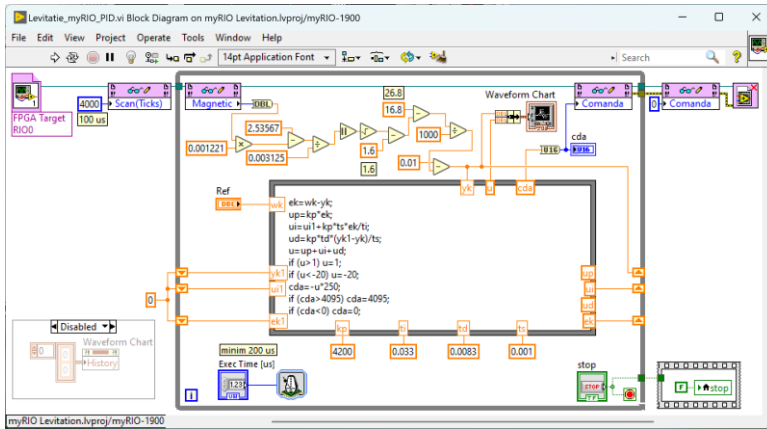 Levitatie_myRIO_PID.vi Block Diagram on myRIO Levitation.lvproj/myRIO-1900
File Edit View Project Operate Tools Window Help
14pt Application Font
Search
FPGA Target
RIO0
4000
Scan(Ticks)
100 us
Magnetic
DBL
0.001221
2.53567
0.003125
1.6
1.6
26.8
16.8
1000
0.01
Waveform Chart
Comanda
0
Comanda
cda
U16
U16
Ref
DBL
yk
u
cda
wk
yk1
ui1
ek1
ek=wk-yk;
up=kp*ek;
ui=ui1+kp*ts*ek/ti;
ud=kp*td*(yk1-yk)/ts;
u=up+ui+ud;
if (u>1) u=1;
if (u<-20) u=-20;
cda=-u*250;
if (cda>4095) cda=4095;
if (cda<0) cda=0;
up
ui
ud
ek
0
kp
ti
td
ts
4200
0.033
0.0083
0.001
Disabled
Waveform Chart
0
History
minim 200 us
Exec Time [us]
1.23
i
stop
STOP
TF
F
stop
myRIO Levitation.lvproj/myRIO-1900